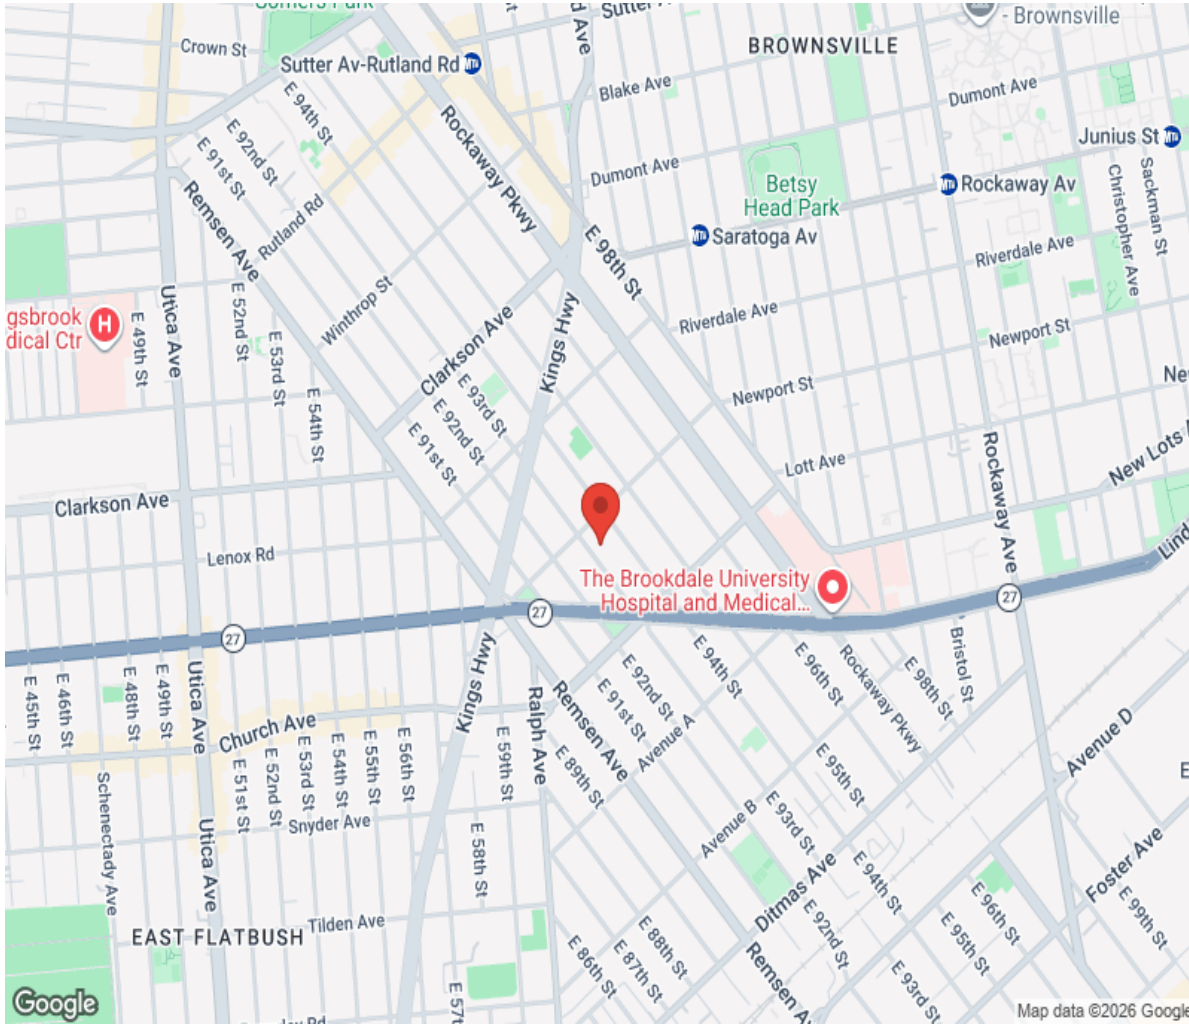 Somers Park
Sutter
Crown St
Sutter Av-Rutland Rd
BROWNSVILLE
- Brownsville
Blake Ave
Dumont Ave
E 94th St
E 92nd St
E 91st St
Rockaway Pkwy
Junius St
Dumont Ave
Betsy
Head Park
Rockaway Av
Sackman St
Christopher Ave
Remsen Ave
Rutland Rd
E 98th St
Saratoga Av
Riverdale Ave
Utica Ave
E 52nd St
Winthrop St
gsbrook
dical Ctr
H
E 49th St
E 53rd St
Clarkson Ave
Kings Hwy
Riverdale Ave
Newport St
E 54th St
E 93rd St
E 92nd St
E 91st St
Newport St
Ne
Rockaway Ave
Lott Ave
New Lots
Clarkson Ave
Lenox Rd
The Brookdale University
Hospital and Medical...
27
27
27
Lind
E 45th St
E 46th St
E 48th St
E 49th St
Utica Ave
Church Ave
Kings Hwy
Ralph Ave
Remsen Ave
E 91st St
E 92nd St
E 94th St
E 96th St
Rockaway Pkwy
E 98th St
Bristol St
Avenue A
Avenue D
E 51st St
E 52nd St
E 53rd St
E 54th St
E 55th St
E 56th St
E 59th St
E 89th St
E 95th St
E
Schenectady Ave
Snyder Ave
Utica Ave
E 58th St
Avenue B
E 93rd St
Ditmas Ave
E 94th St
Foster Ave
E 96th St
E 99th St
EAST FLATBUSH
Tilden Ave
E 86th St
E 87th St
E 88th St
Remsen Av
E 92nd St
E 93rd St
E 95th St
E 57t
Google
Map data ©2026 Google